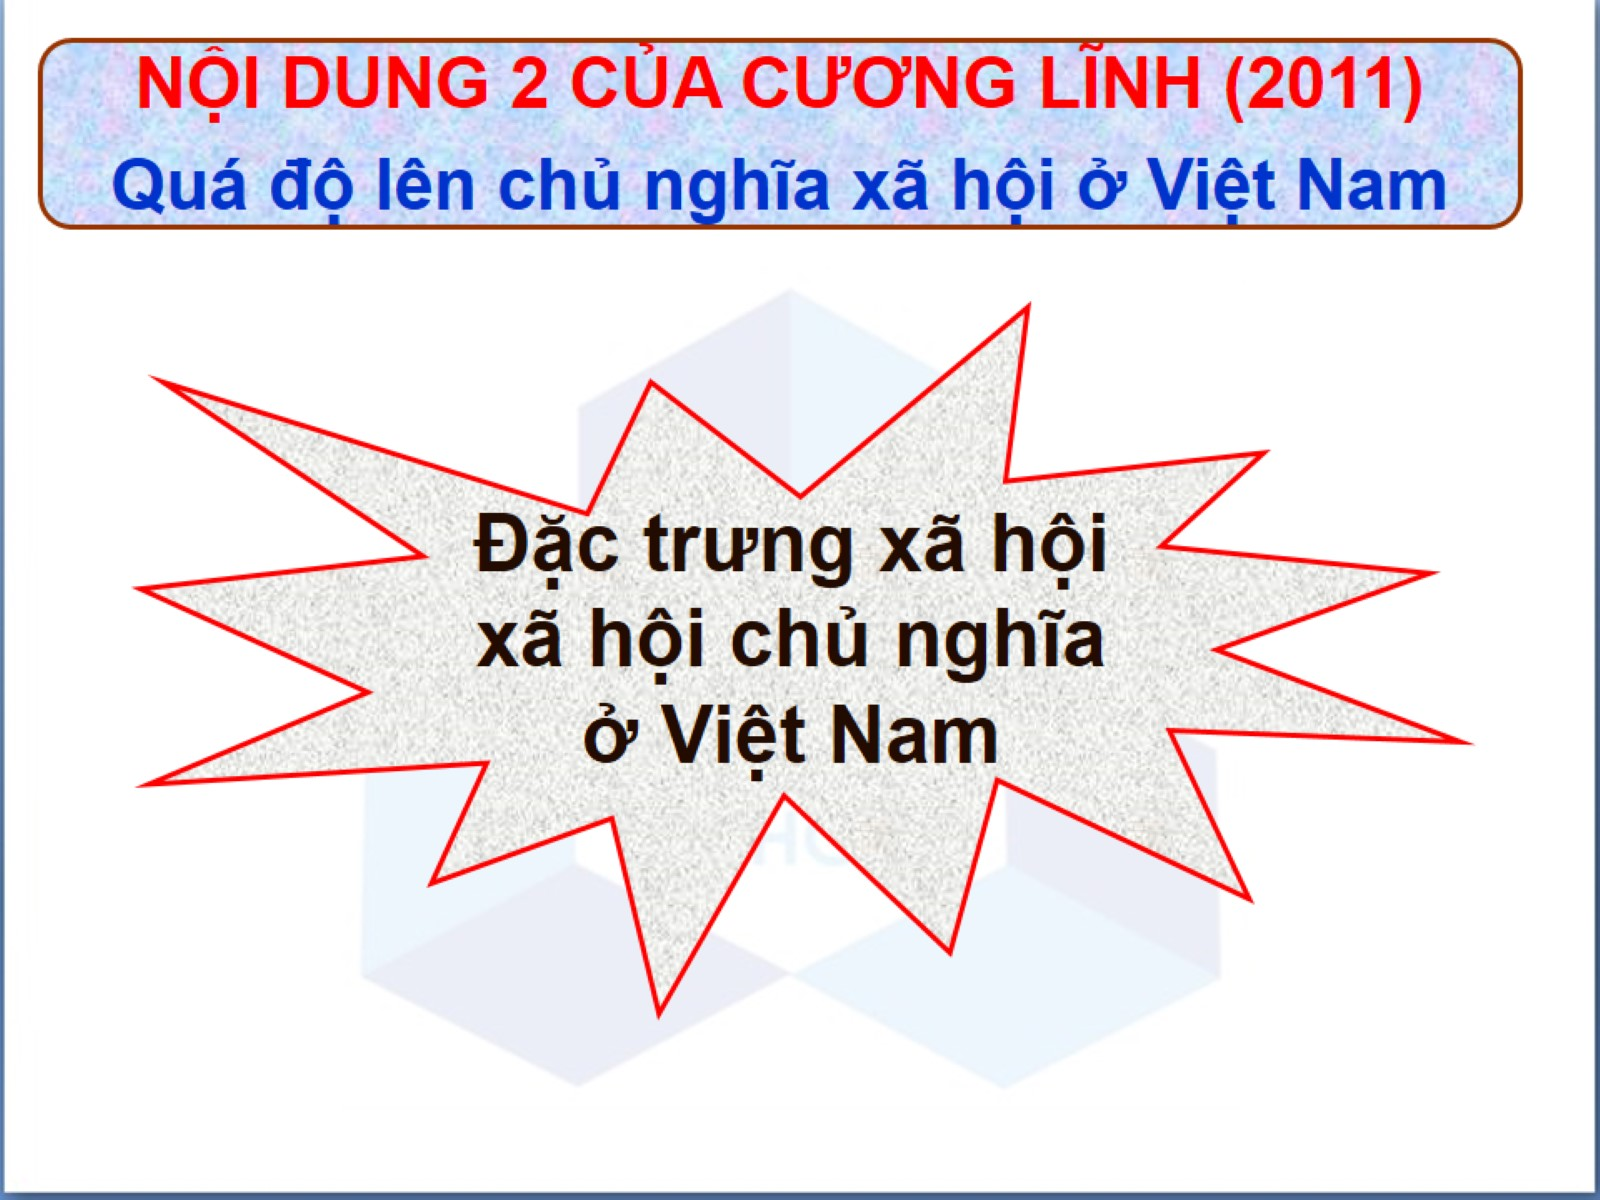 NỘI DUNG 2 CỦA CƯƠNG LĨNH (2011)
Quá độ lên chủ nghĩa xã hội ở Việt Nam
Đặc trưng xã hội
xã hội chủ nghĩa
ở Việt Nam